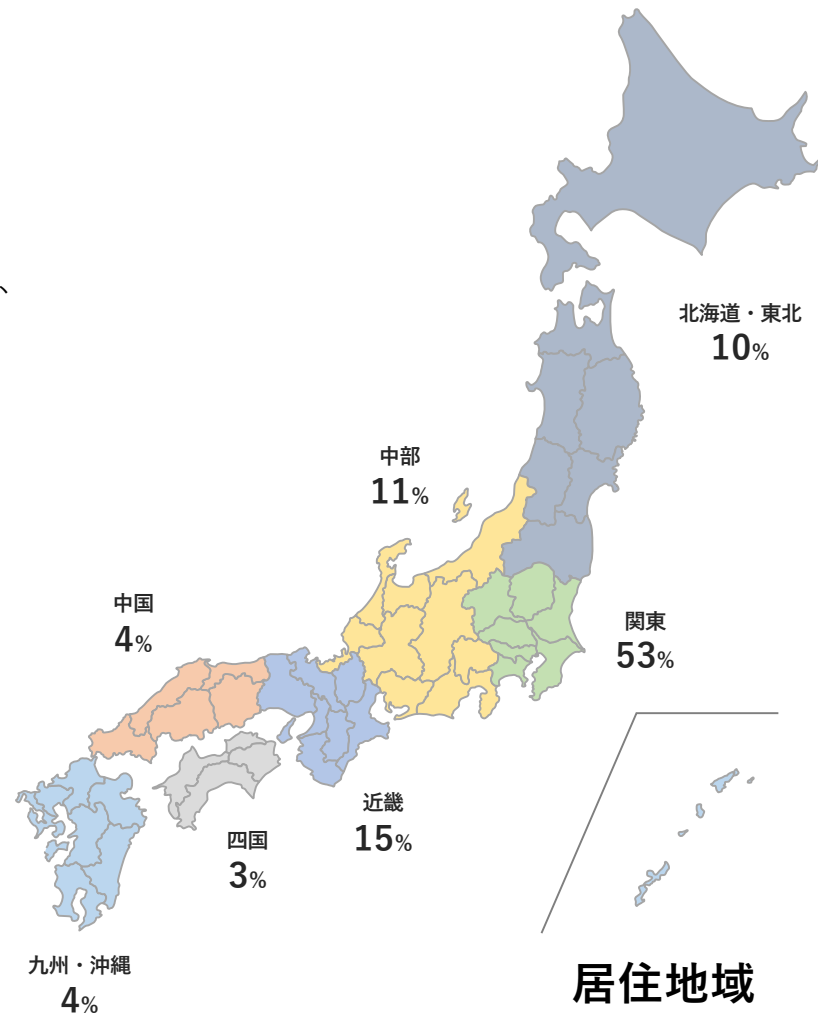 、
北海道・東北
10%
中部
11%
中国
4%
関東
53%
近畿
15%
四国
3%
九州・沖縄
4%
居住地域